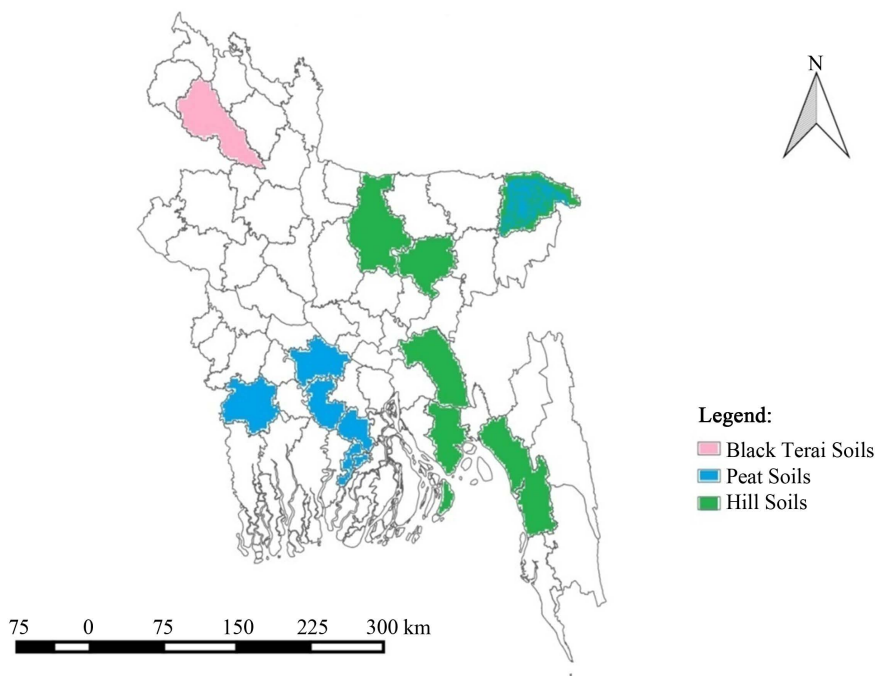 N
Legend:
Black Terai Soils
Peat Soils
Hill Soils
75 0 75 150 225 300 km